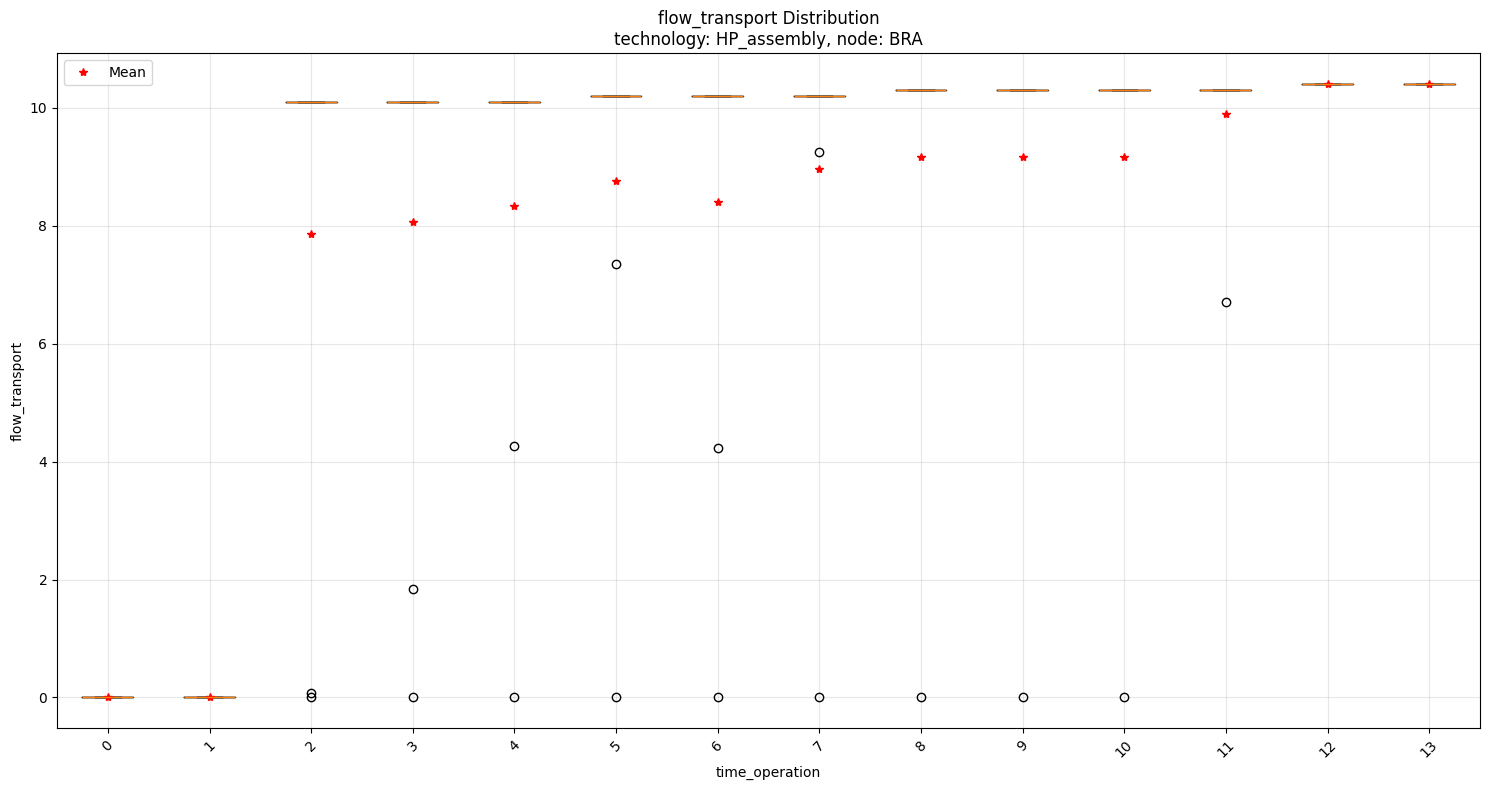 flow_transport Distribution
technology: HP_assembly, node: BRA
Mean
10
8
6
4
2
0
flow_transport
0 1 2 3 4 5 6 7 8 9 10 11 12 13
time_operation